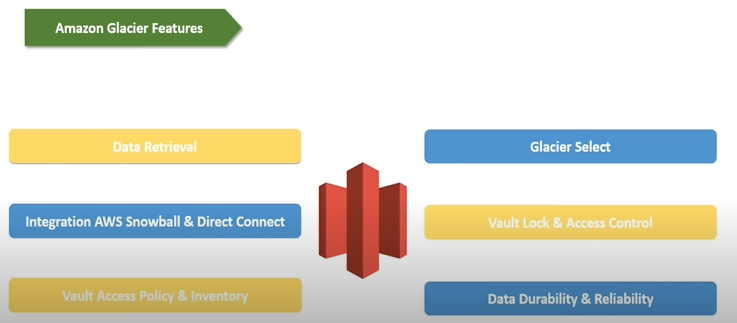 Amazon Glacier Features
Data Retrieval
Glacier Select
Integration AWS Snowball & Direct Connect
Vault Lock & Access Control
Vault Access Policy & Inventory
Data Durability & Reliability